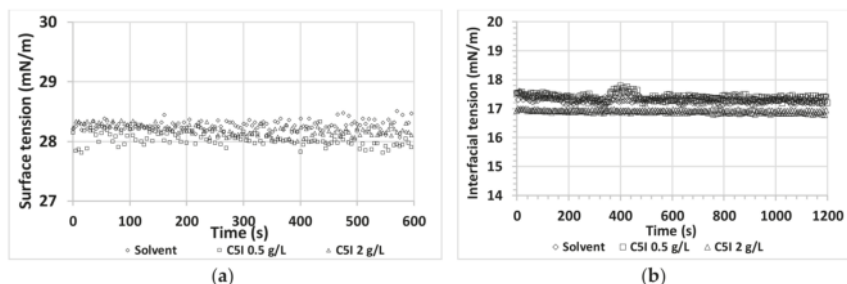 30
29
28
27
Surface tension (mN/m)
0 100 200 300 400 500 600
Time (s)
Solvent C5I 0.5 g/L C5I 2 g/L
(a)
20
19
18
17
16
15
14
Interfacial tension (mN/m)
0 200 400 600 800 1000 1200
Time (s)
Solvent C5I 0.5 g/L C5I 2 g/L
(b)